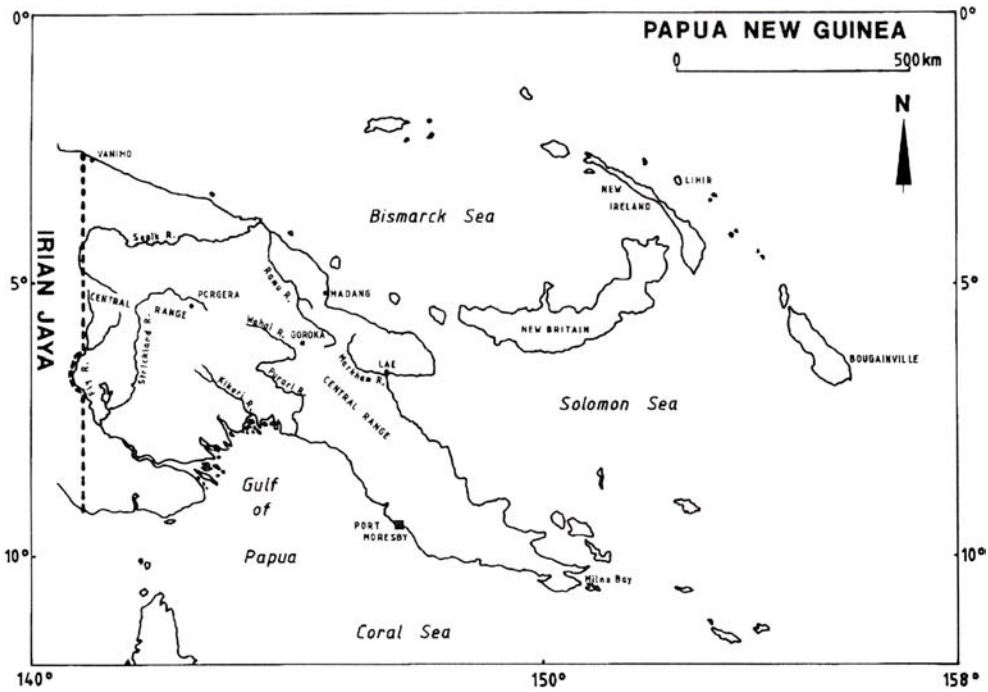 0°
0°
PAPUA NEW GUINEA
0 500km
N
VANIMO
LIHIR
NEW
IRELAND
Bismarck Sea
Sepik R.
IRIAN JAYA
5°
5°
Ramu R.
MADANG
CENTRAL
RANGE
PORGERA
Strickland R.
Wahgi R.
GOROKA
NEW BRITAIN
LAE
Markham R.
BOUGAINVILLE
Fly R.
Kikori R.
Purari R.
CENTRAL RANGE
Solomon Sea
Gulf
of
Papua
PORT
MORESBY
10°
10°
Milne Bay
Coral Sea
140°
150°
158°